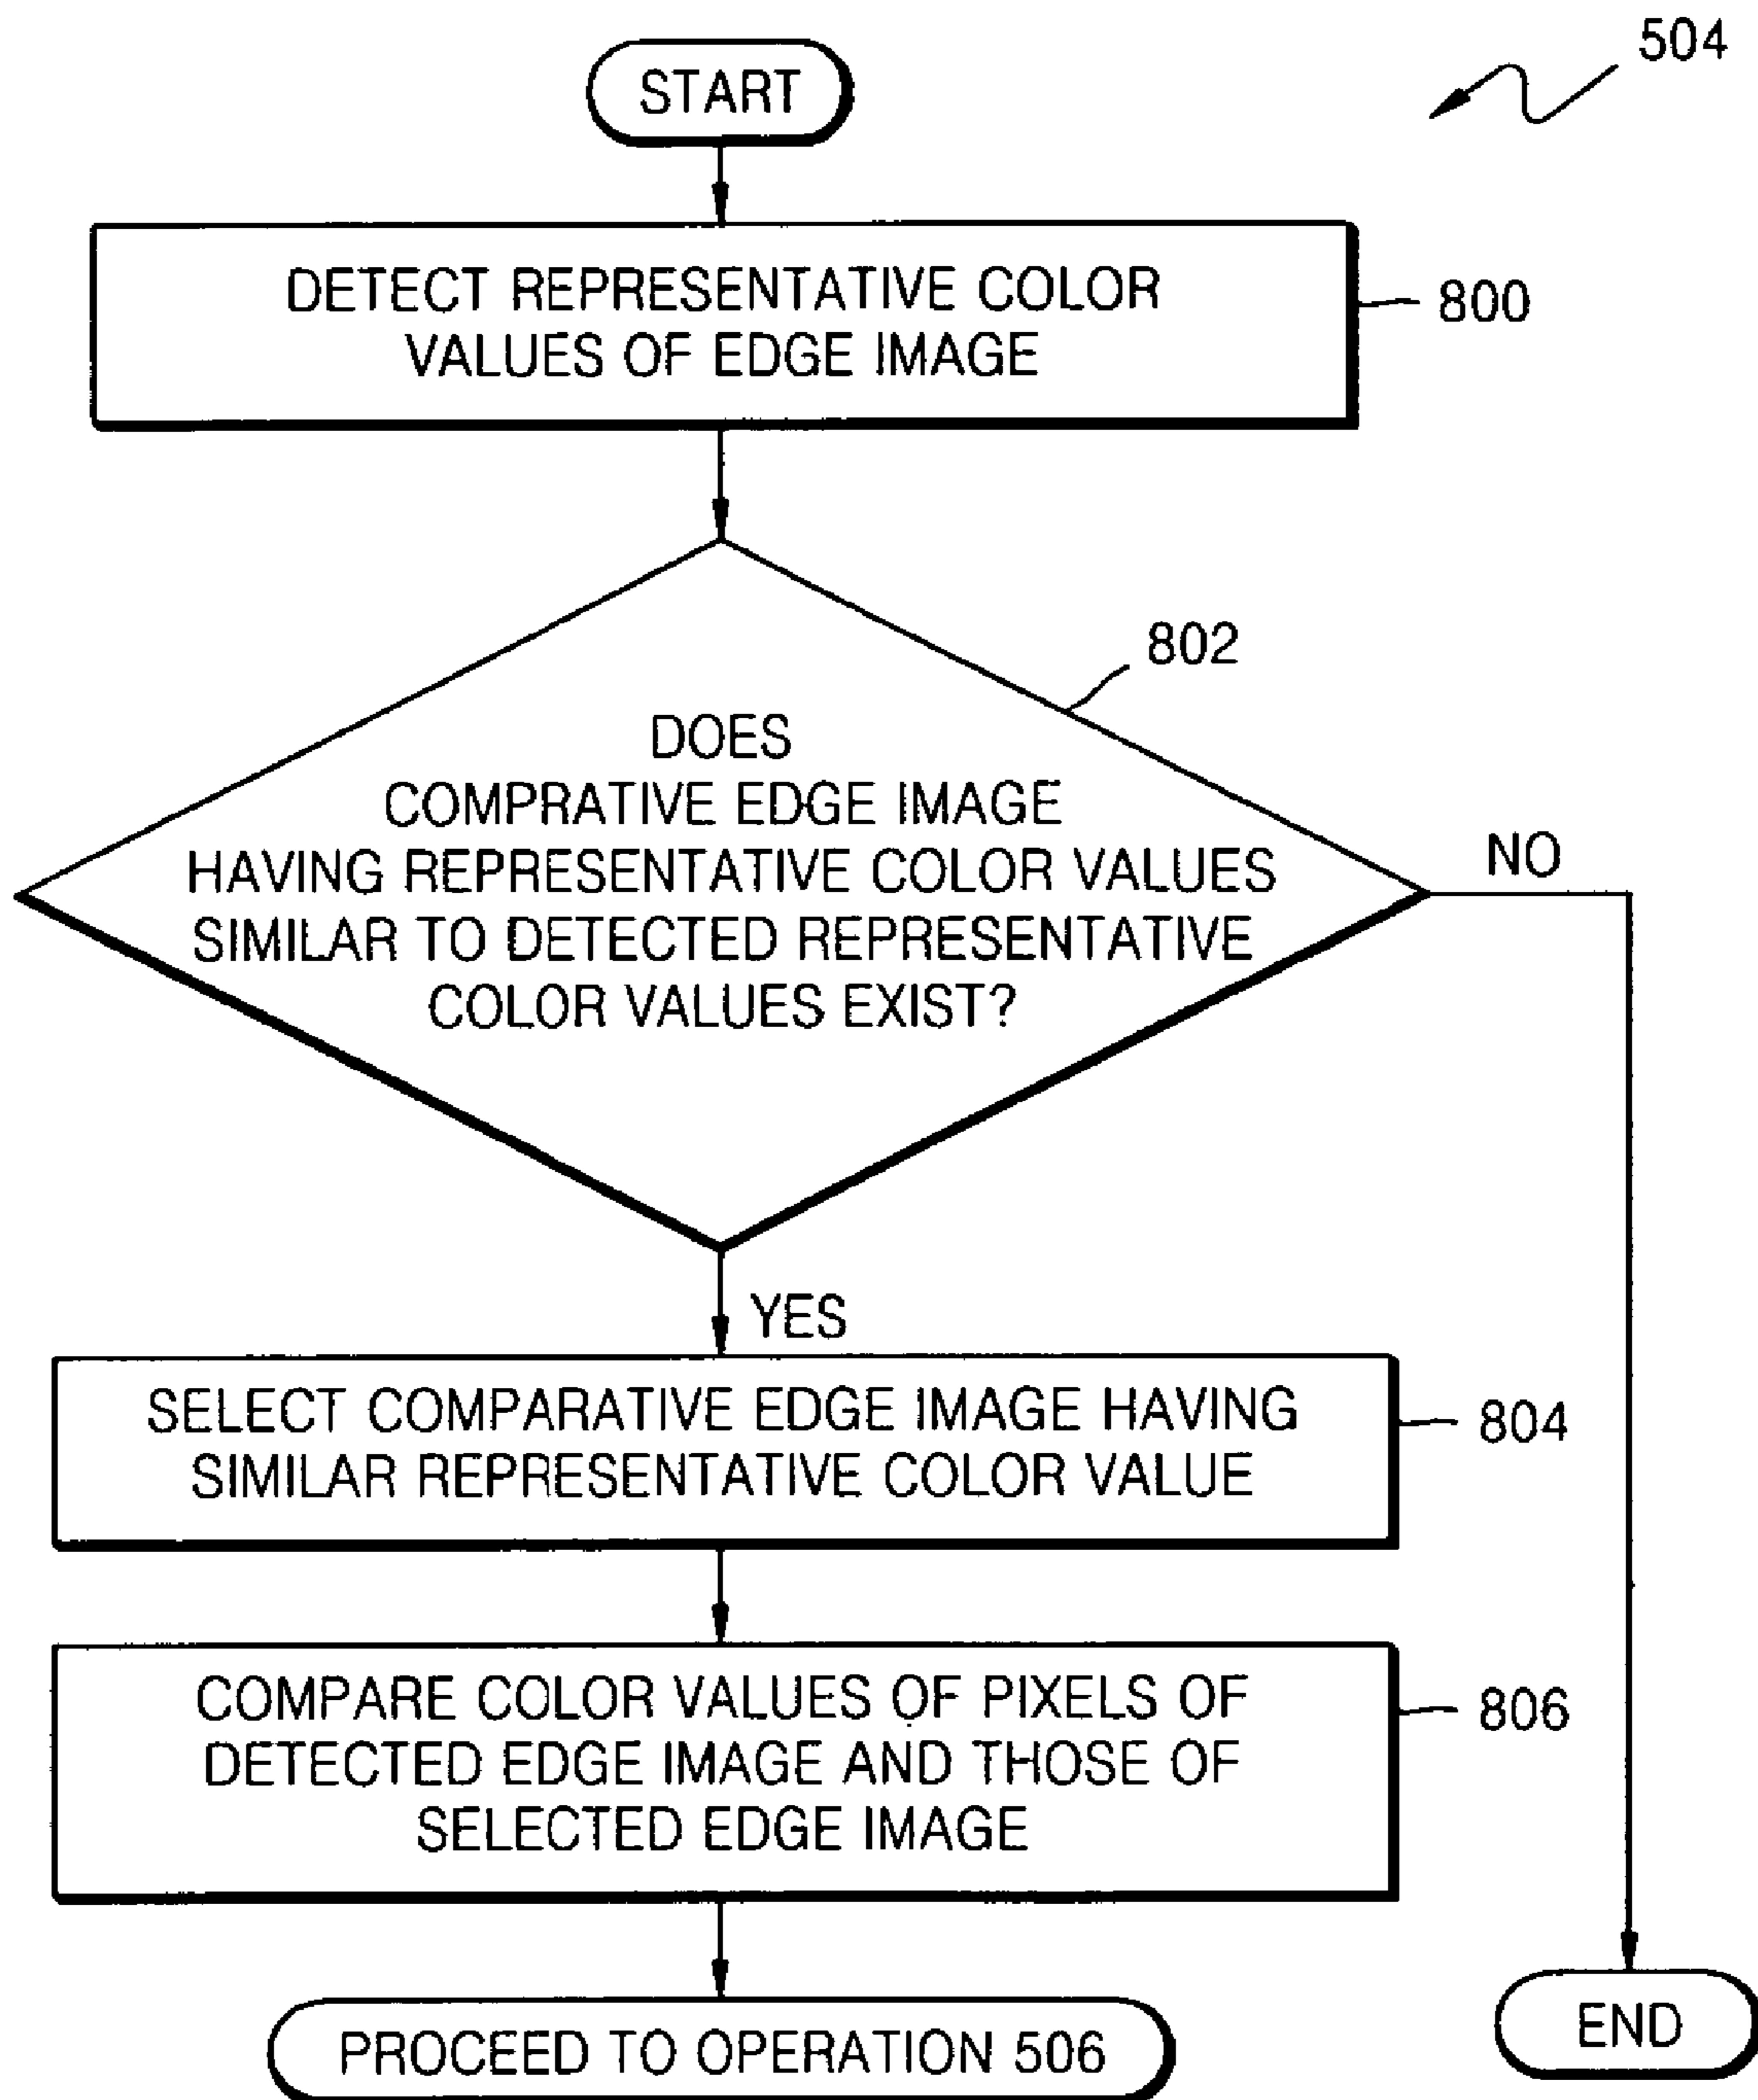 504
START
DETECT REPRESENTATIVE COLOR
VALUES OF EDGE IMAGE
800
802
DOES
COMPRATIVE EDGE IMAGE
HAVING REPRESENTATIVE COLOR VALUES
SIMILAR TO DETECTED REPRESENTATIVE
COLOR VALUES EXIST?
NO
YES
SELECT COMPARATIVE EDGE IMAGE HAVING
SIMILAR REPRESENTATIVE COLOR VALUE
804
COMPARE COLOR VALUES OF PIXELS OF
DETECTED EDGE IMAGE AND THOSE OF
SELECTED EDGE IMAGE
806
PROCEED TO OPERATION 506
END